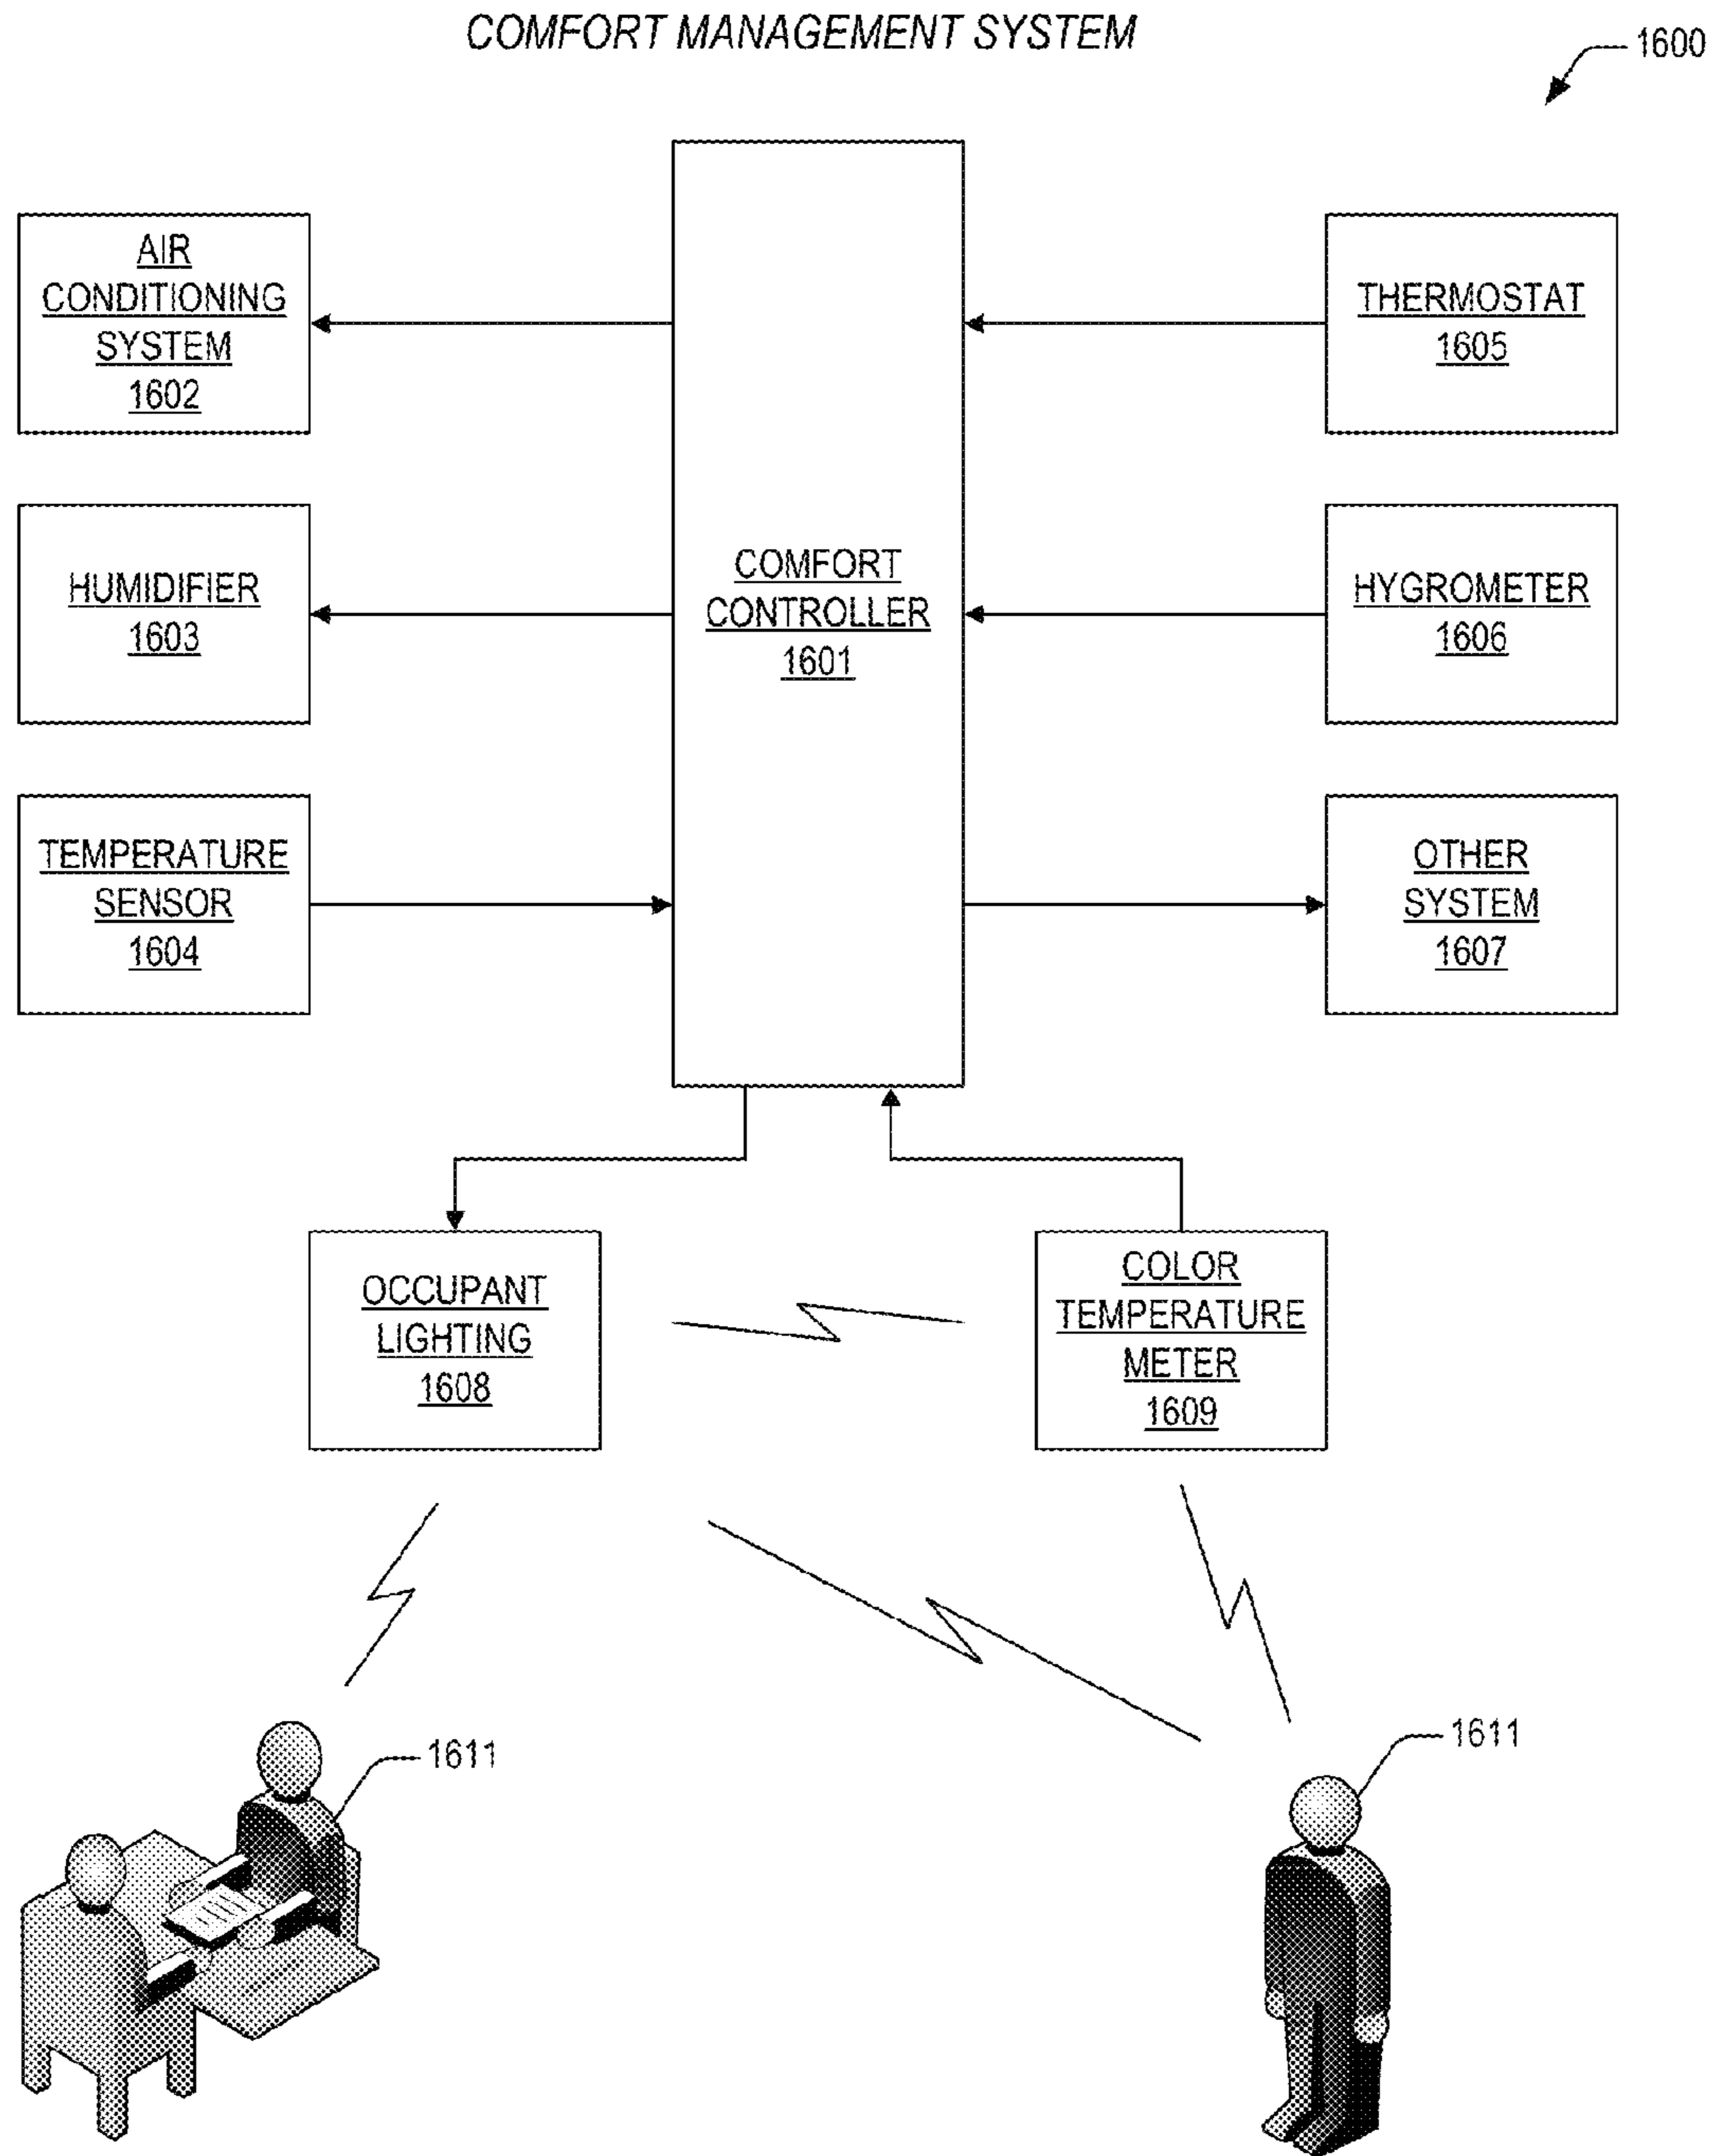 COMFORT MANAGEMENT SYSTEM
1600
AIR
CONDITIONING
SYSTEM
1602
THERMOSTAT
1605
HUMIDIFIER
1603
COMFORT
CONTROLLER
1601
HYGROMETER
1606
TEMPERATURE
SENSOR
1604
OTHER
SYSTEM
1607
OCCUPANT
LIGHTING
1608
COLOR
TEMPERATURE
METER
1609
1611
1611